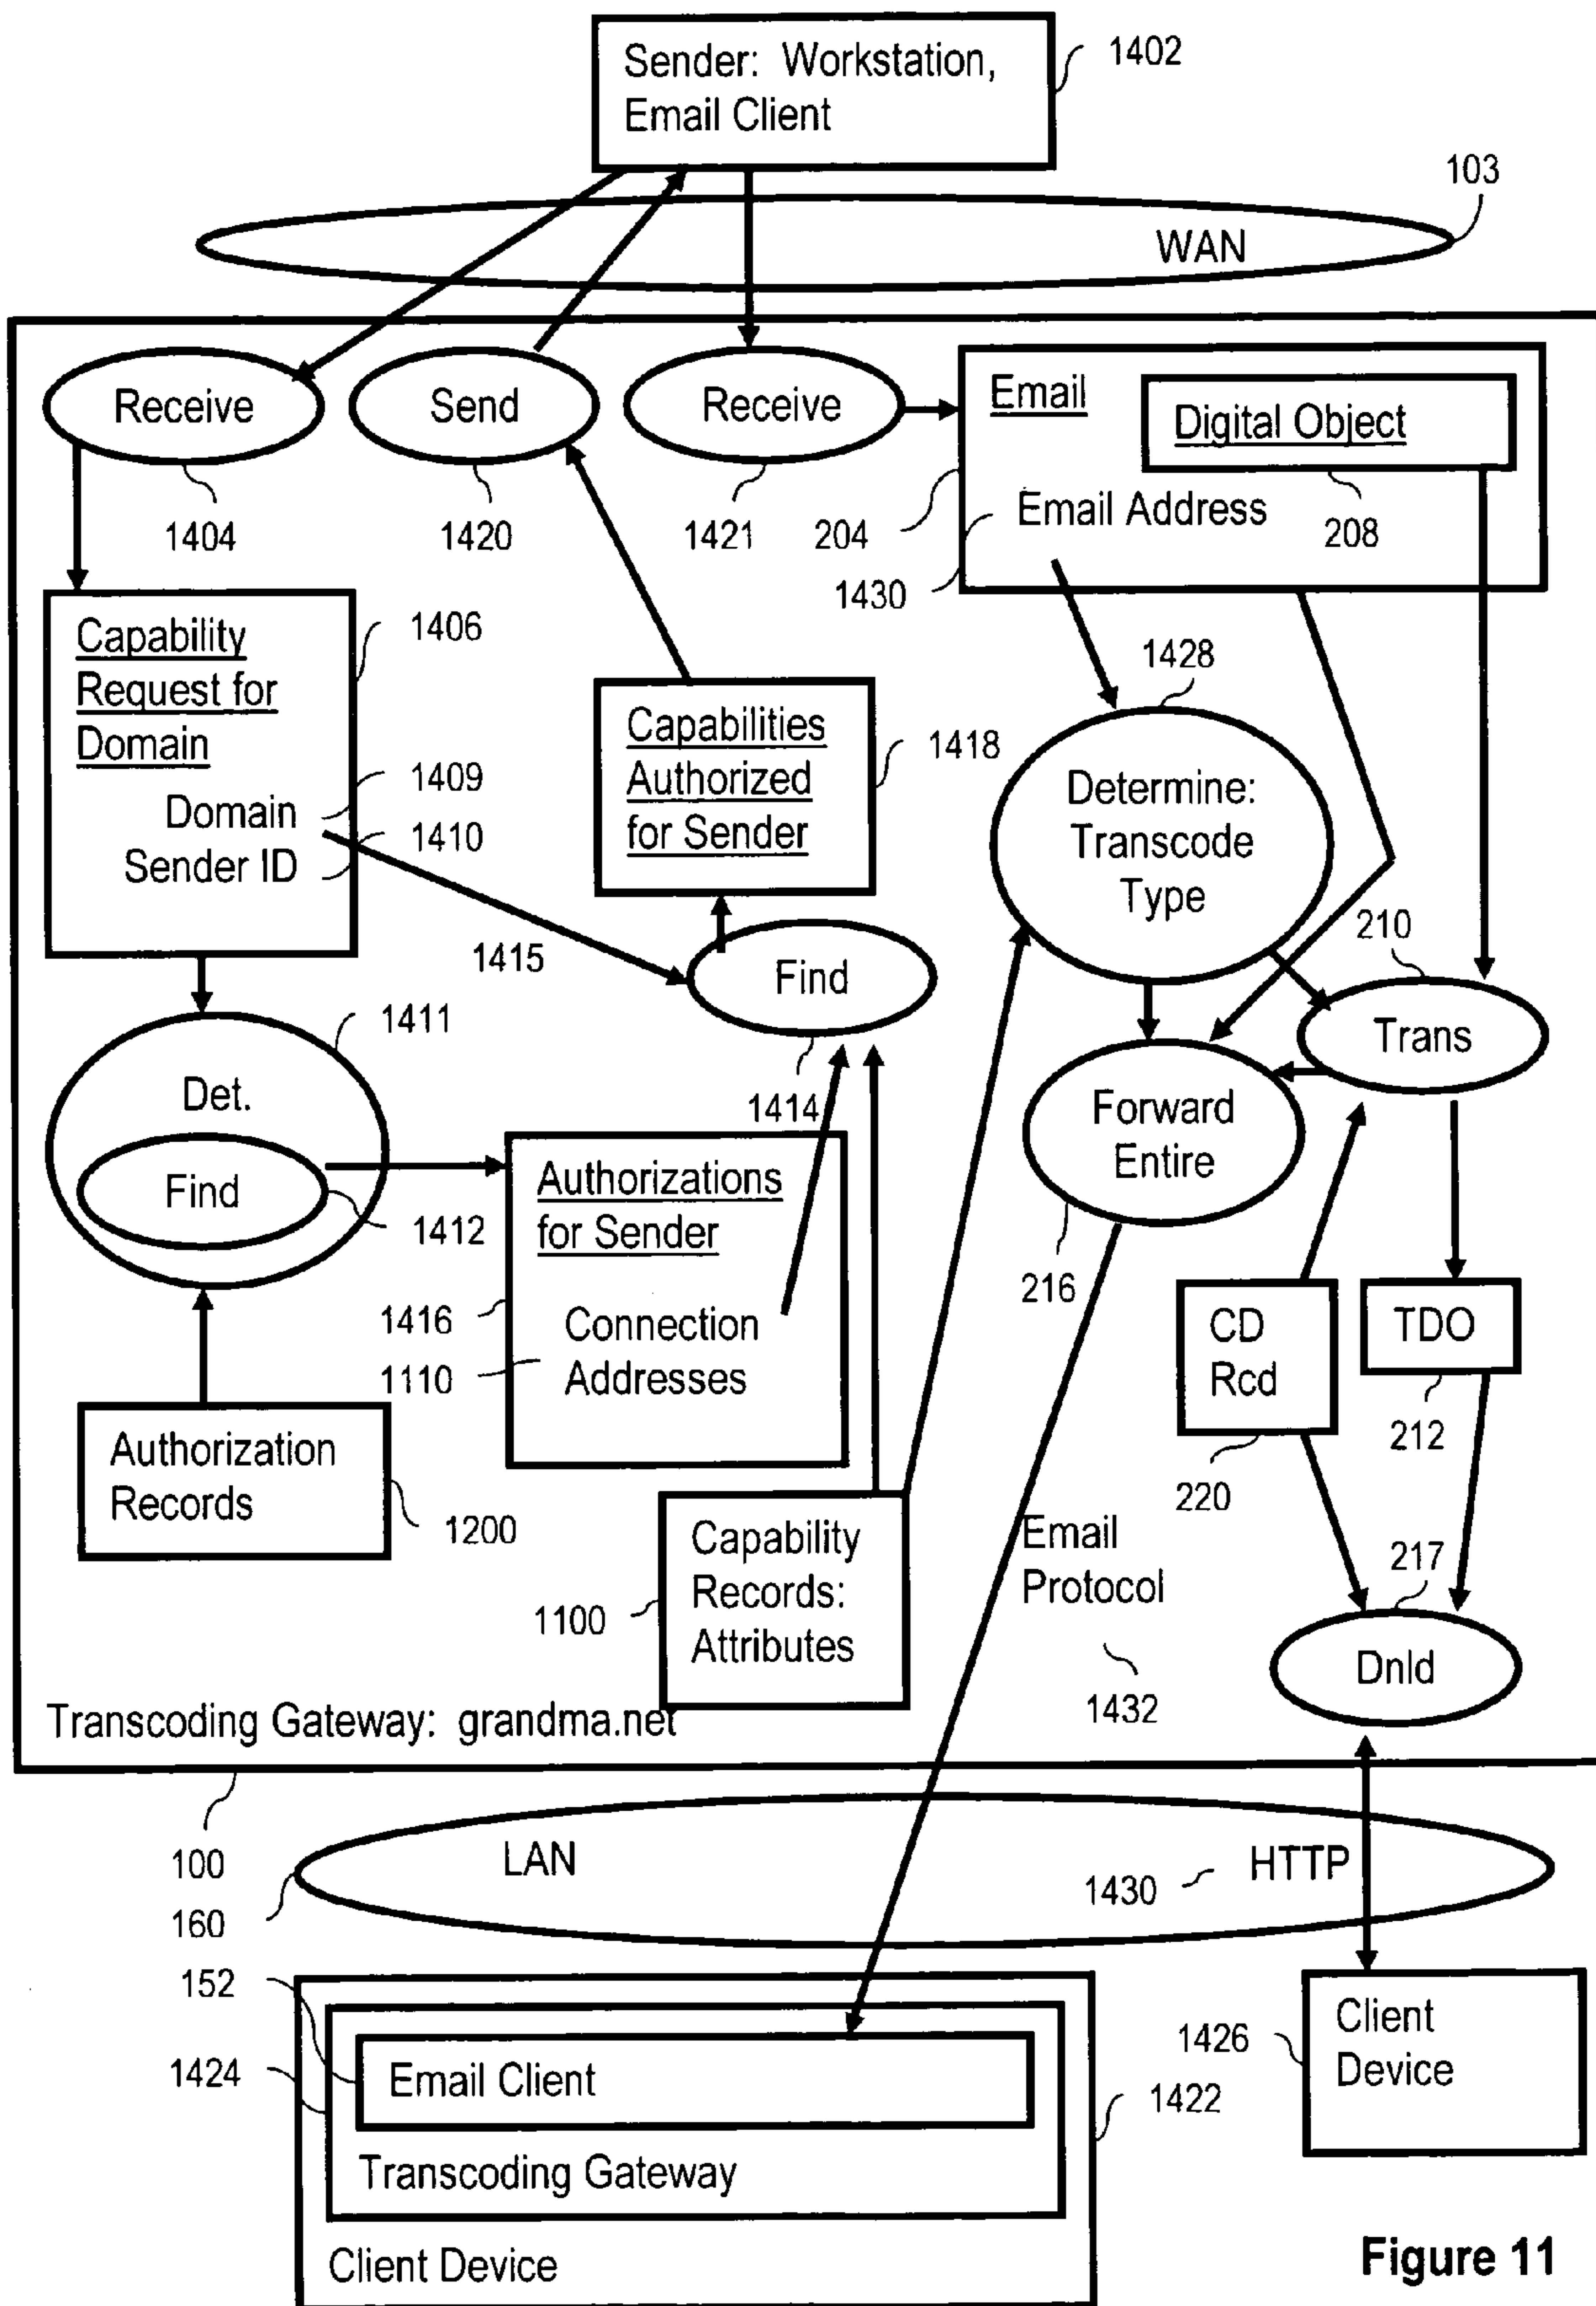 Sender: Workstation,
Email Client
1402
103
WAN
Receive
Send
Receive
Email
Digital Object
1404
1420
1421
204
Email Address
208
1430
Capability
Request for
Domain
1406
1409
Domain
1410
Sender ID
Capabilities
Authorized
for Sender
1418
1428
Determine:
Transcode
Type
1415
Find
210
Trans
1411
Det.
Find
1412
1414
Forward
Entire
Authorizations
for Sender
216
1416
Connection
1110
Addresses
CD
Rcd
TDO
212
220
Authorization
Records
1200
Capability
Records:
Attributes
1100
Email
Protocol
217
Dnld
1432
Transcoding Gateway: grandma.net
100
LAN
1430
HTTP
160
152
1424
Email Client
1422
Transcoding Gateway
Client Device
1426
Client
Device
Figure 11